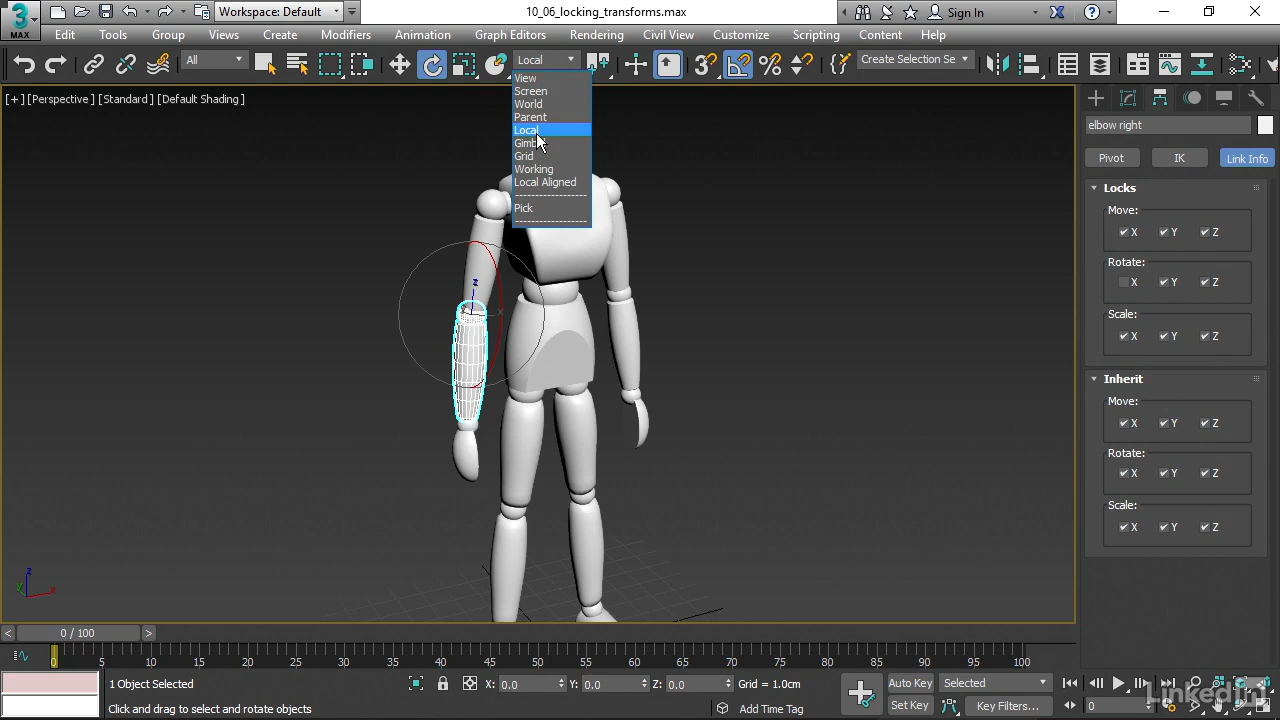 3
MAX
Workspace: Default
10_06_locking_transforms.max
Sign In
Edit Tools Group Views Create Modifiers Animation Graph Editors Rendering Civil View Customize Scripting Content Help
All
Local
3
Create Selection Se
View
Screen
World
Parent
Local
Gimb
Grid
Working
Local Aligned
Pick
[+] [Perspective ] [Standard ] [Default Shading ]
z
x
z
y
x
elbow right
Pivot IK Link Info
Locks
Move:
X Y Z
Rotate:
X Y Z
Scale:
X Y Z
Inherit
Move:
X Y Z
Rotate:
X Y Z
Scale:
X Y Z
< 0 / 100 >
0 5 10 15 20 25 30 35 40 45 50 55 60 65 70 75 80 85 90 95 100
1 Object Selected
X: 0.0 Y: 0.0 Z: 0.0 Grid = 1.0cm
Auto Key Selected
Click and drag to select and rotate objects
Add Time Tag
Set Key Key Filters... 0
LinkedIn